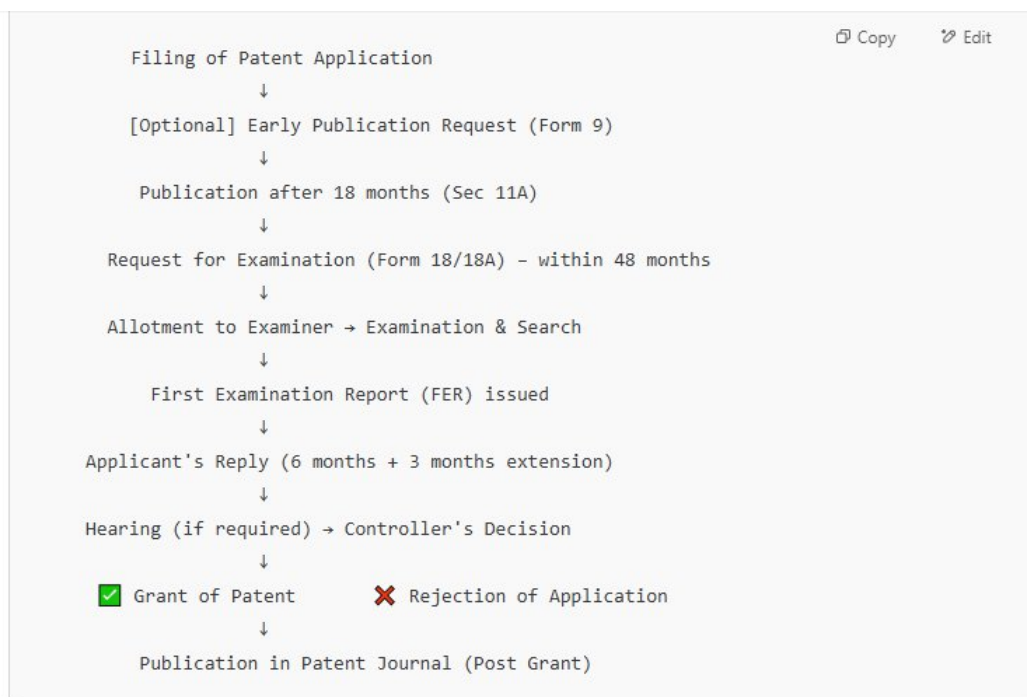 Copy Edit
Filing of Patent Application
↓
[Optional] Early Publication Request (Form 9)
↓
Publication after 18 months (Sec 11A)
↓
Request for Examination (Form 18/18A) – within 48 months
↓
Allotment to Examiner → Examination & Search
↓
First Examination Report (FER) issued
↓
Applicant's Reply (6 months + 3 months extension)
↓
Hearing (if required) → Controller's Decision
↓
✅ Grant of Patent ❌ Rejection of Application
↓
Publication in Patent Journal (Post Grant)